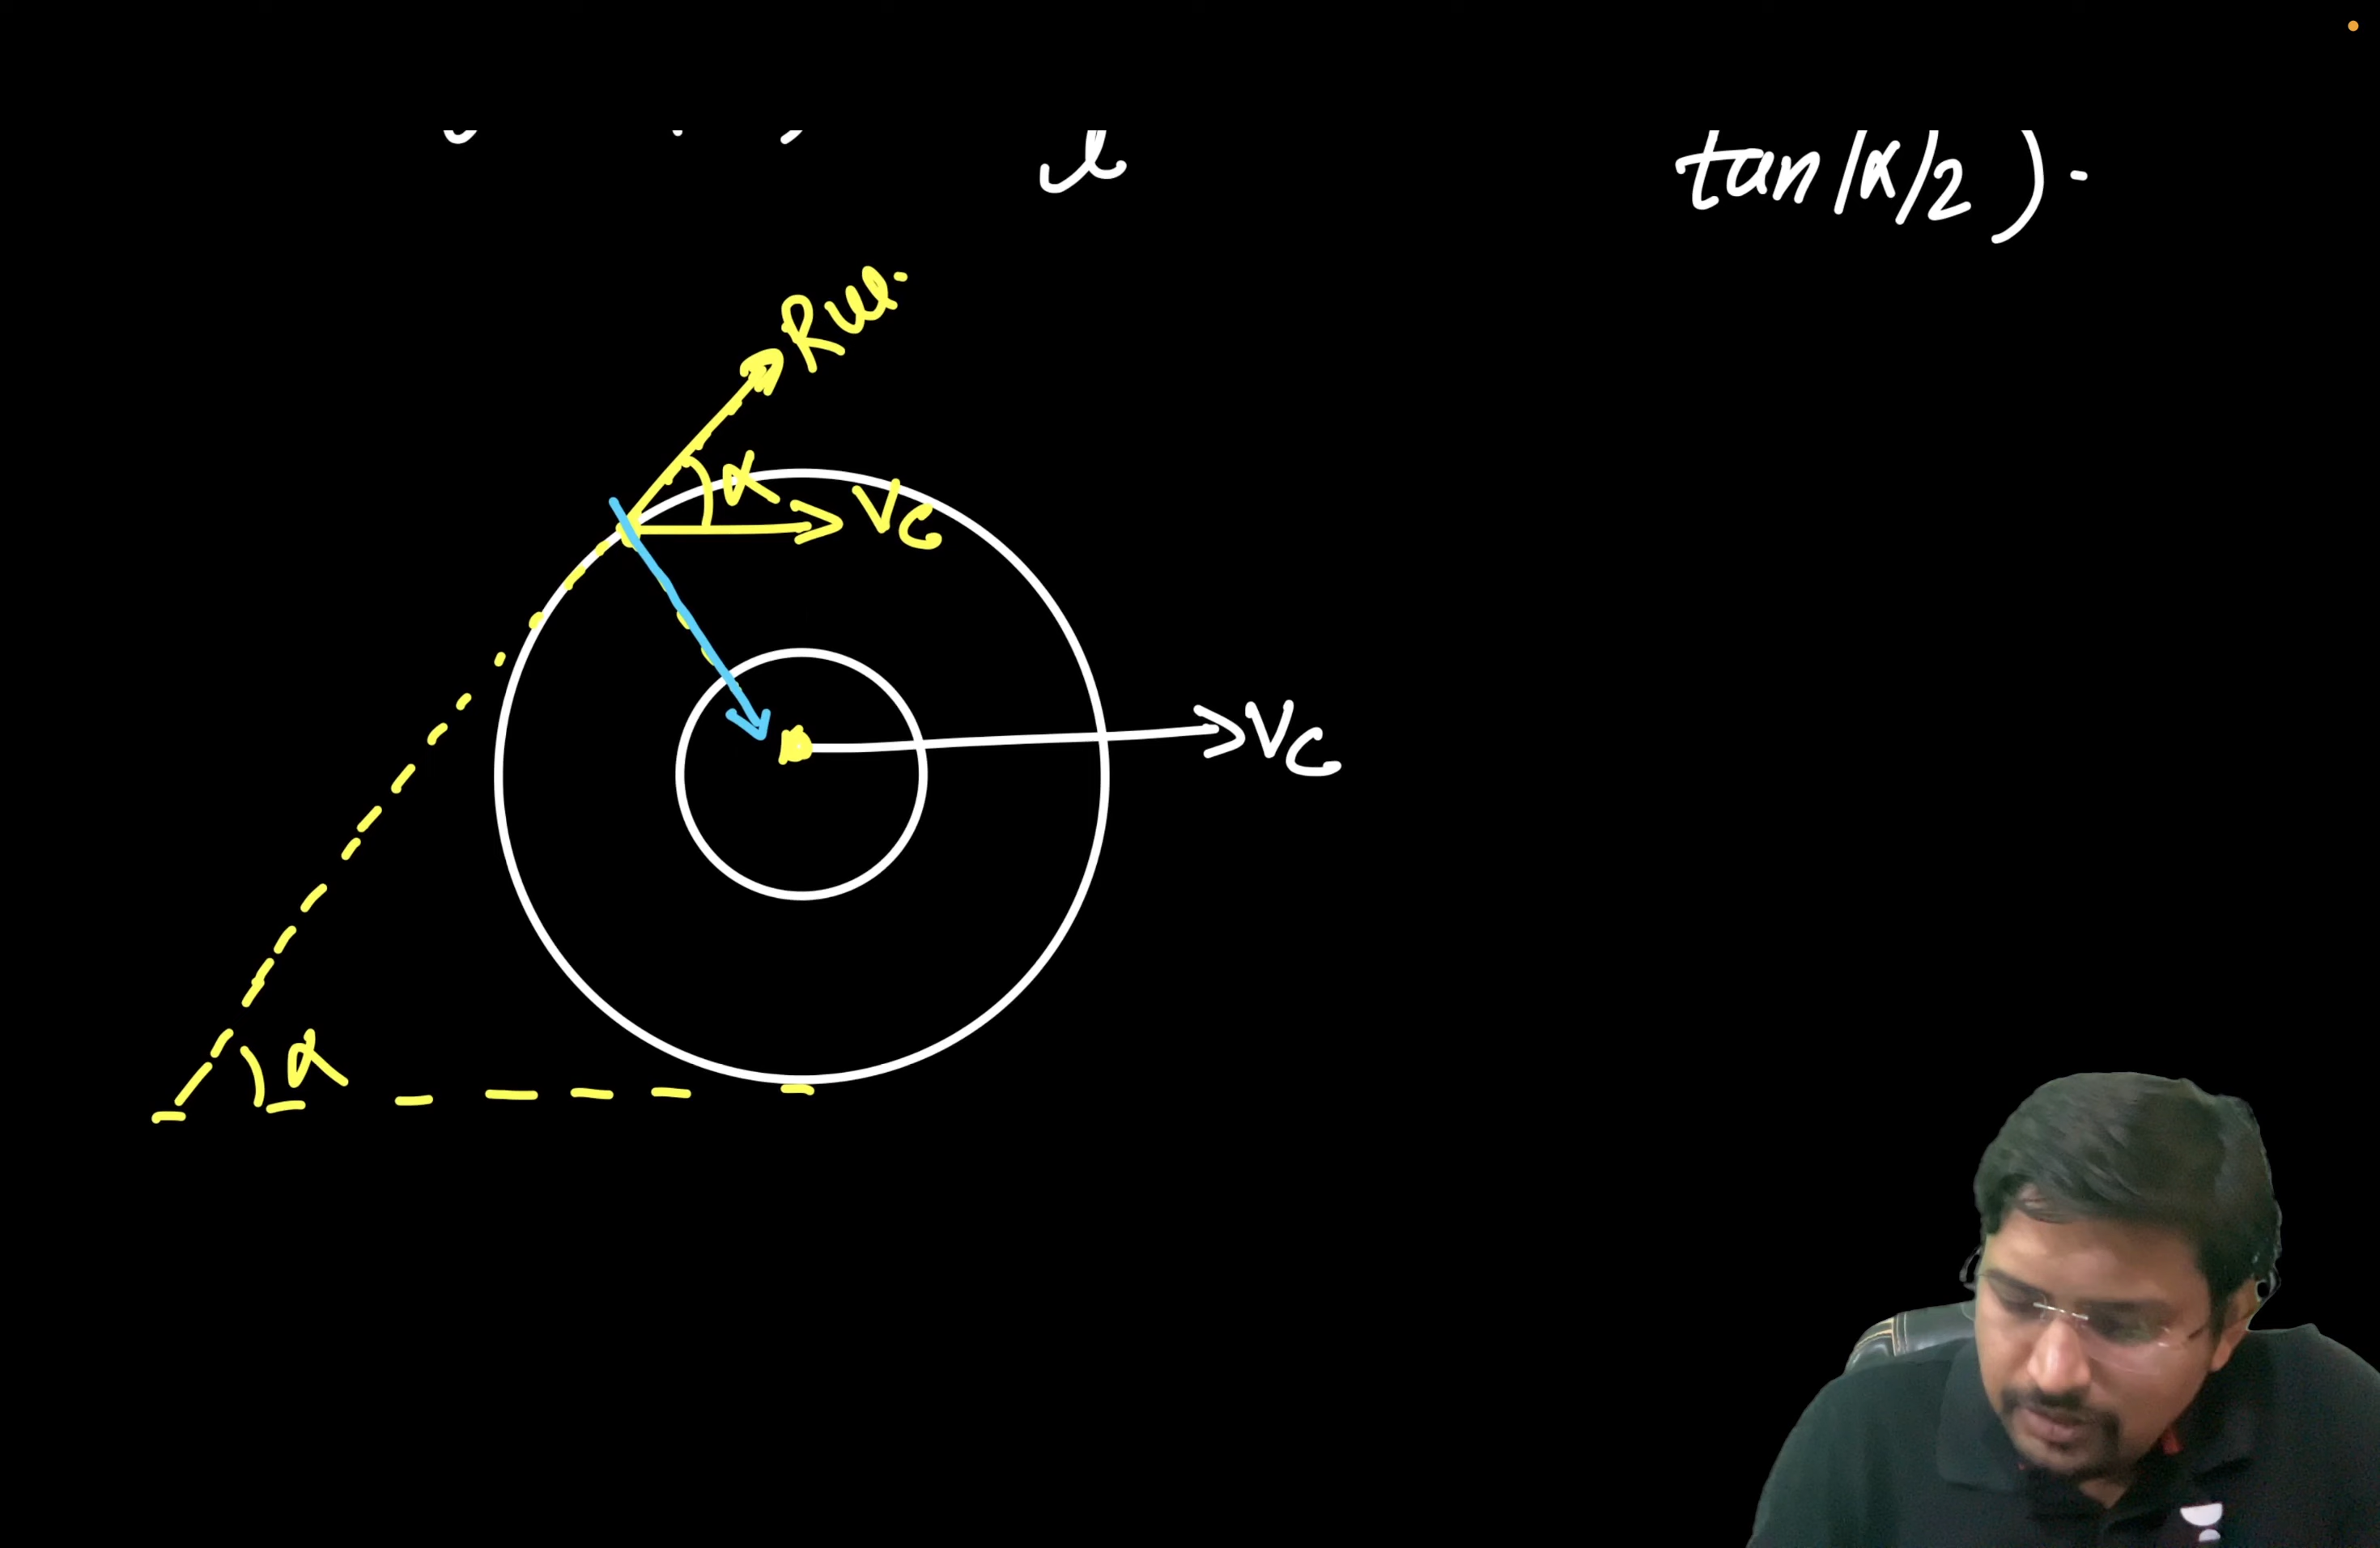 tan(α/2) -
Rω.
α
Vc
Vc
α